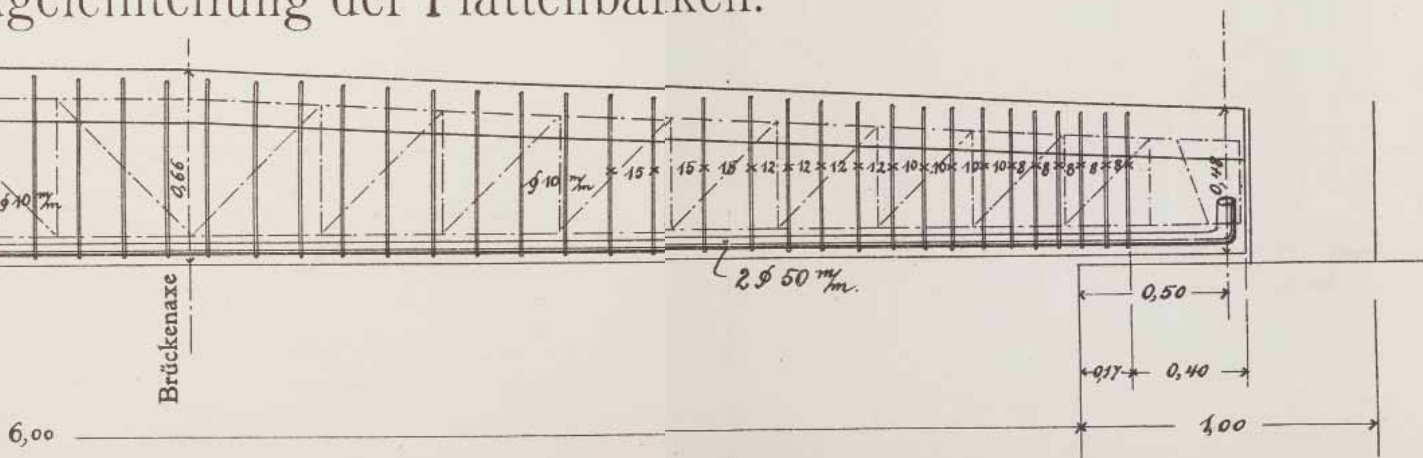 der Plattenbalken.
ϕ 10 m/m
0,66
ϕ 10 m/m
15 15 15 12 12 12 12 10 10 10 10 8 8 8 8 8
0,48
2 ϕ 50 m/m.
0,50
Brückenaxe
0,17 0,40
6,00
1,00